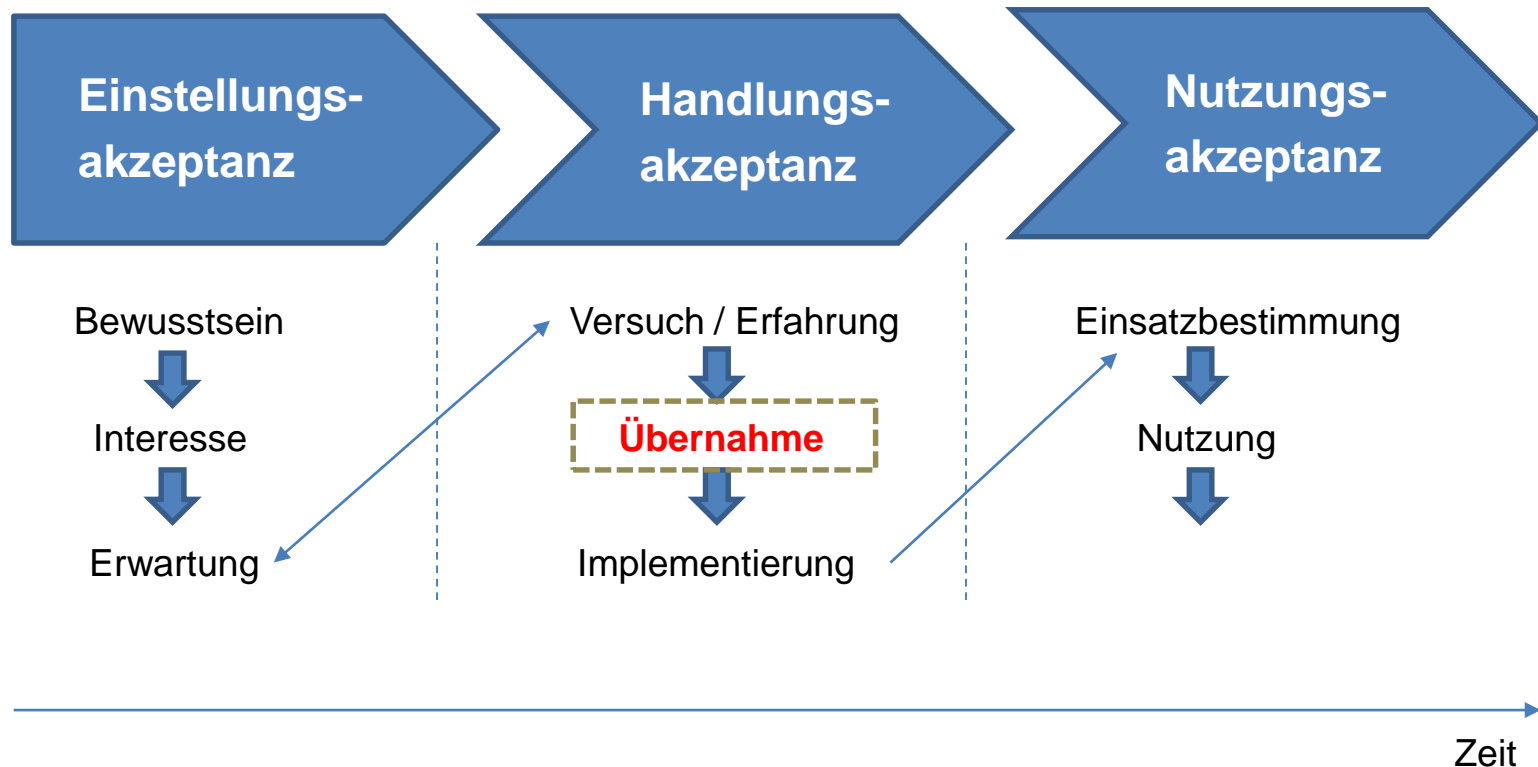 Einstellungs-
akzeptanz
Handlungs-
akzeptanz
Nutzungs-
akzeptanz
Bewusstsein
Interesse
Erwartung
Versuch / Erfahrung
Übernahme
Implementierung
Einsatzbestimmung
Nutzung
Zeit